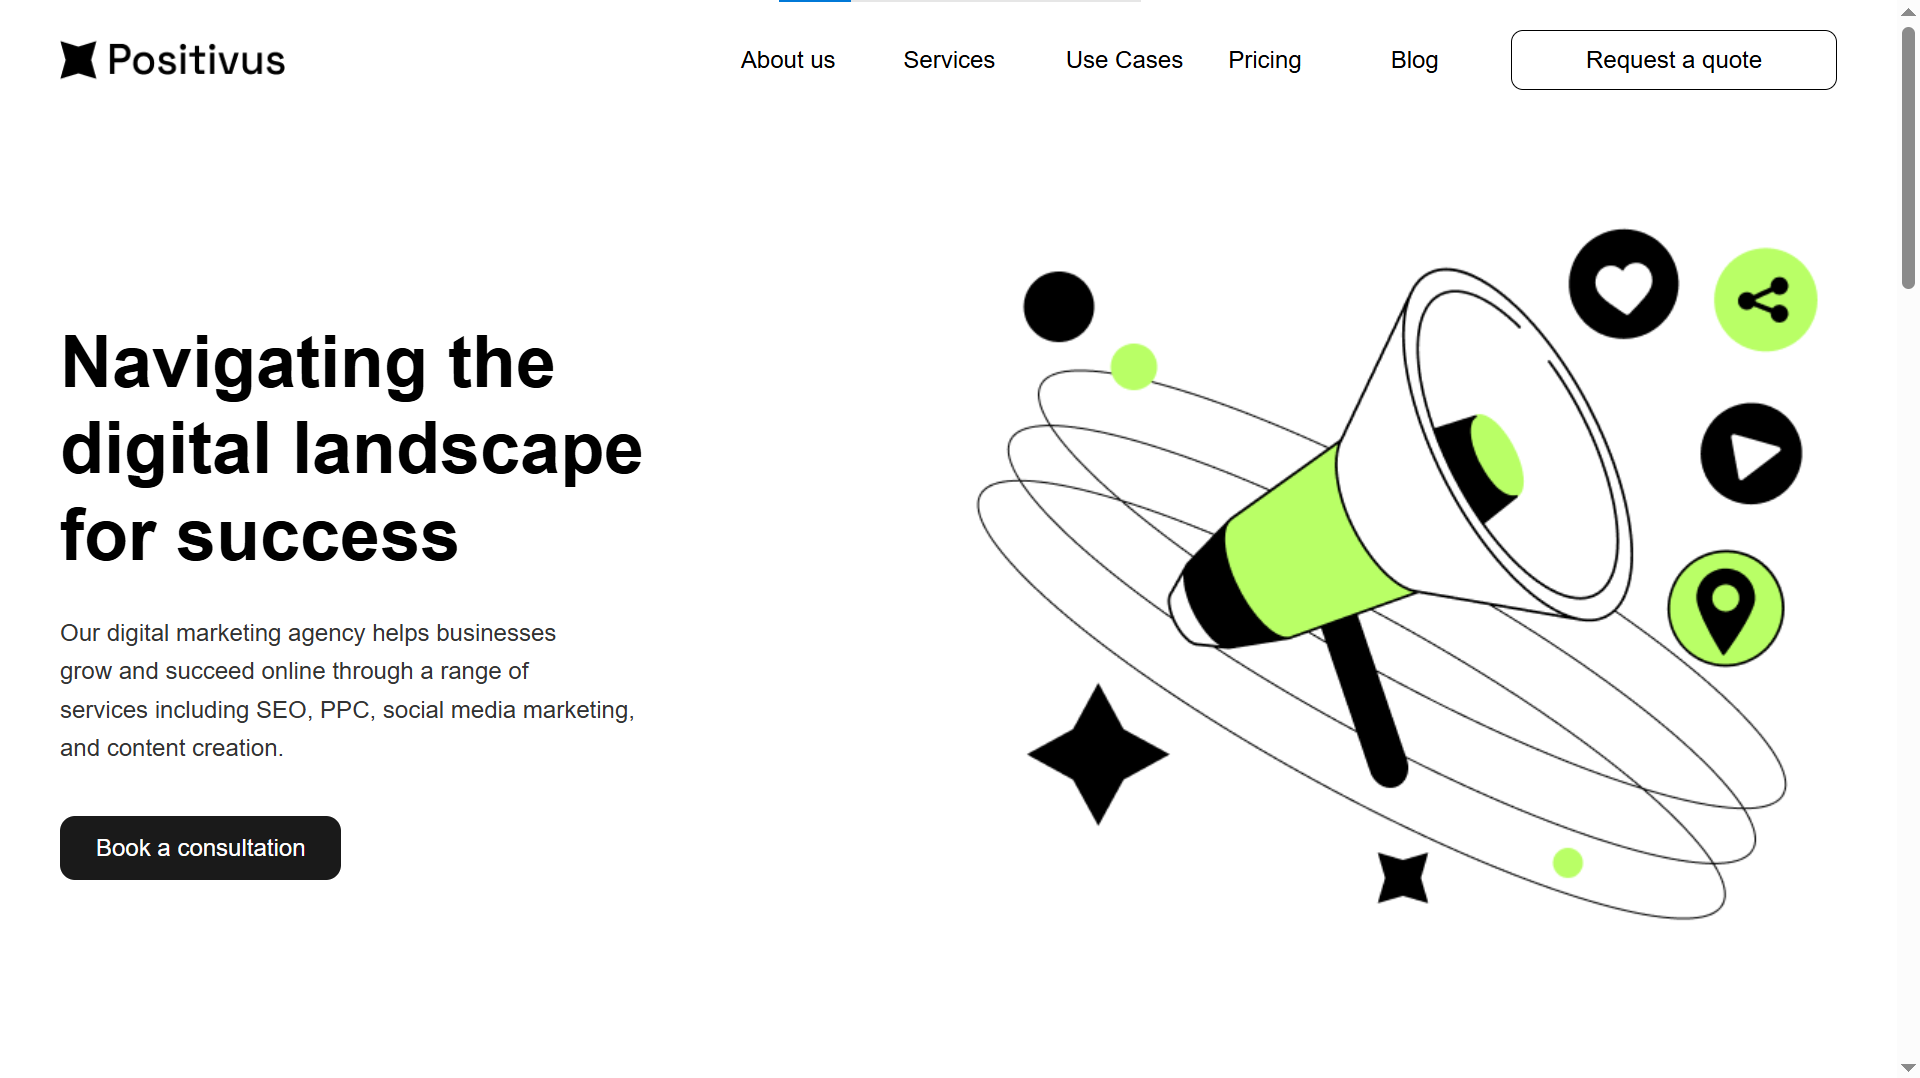 Positivus
About us
Services
Use Cases
Pricing
Blog
Request a quote
Navigating the
digital landscape
for success
Our digital marketing agency helps businesses
grow and succeed online through a range of
services including SEO, PPC, social media marketing,
and content creation.
Book a consultation